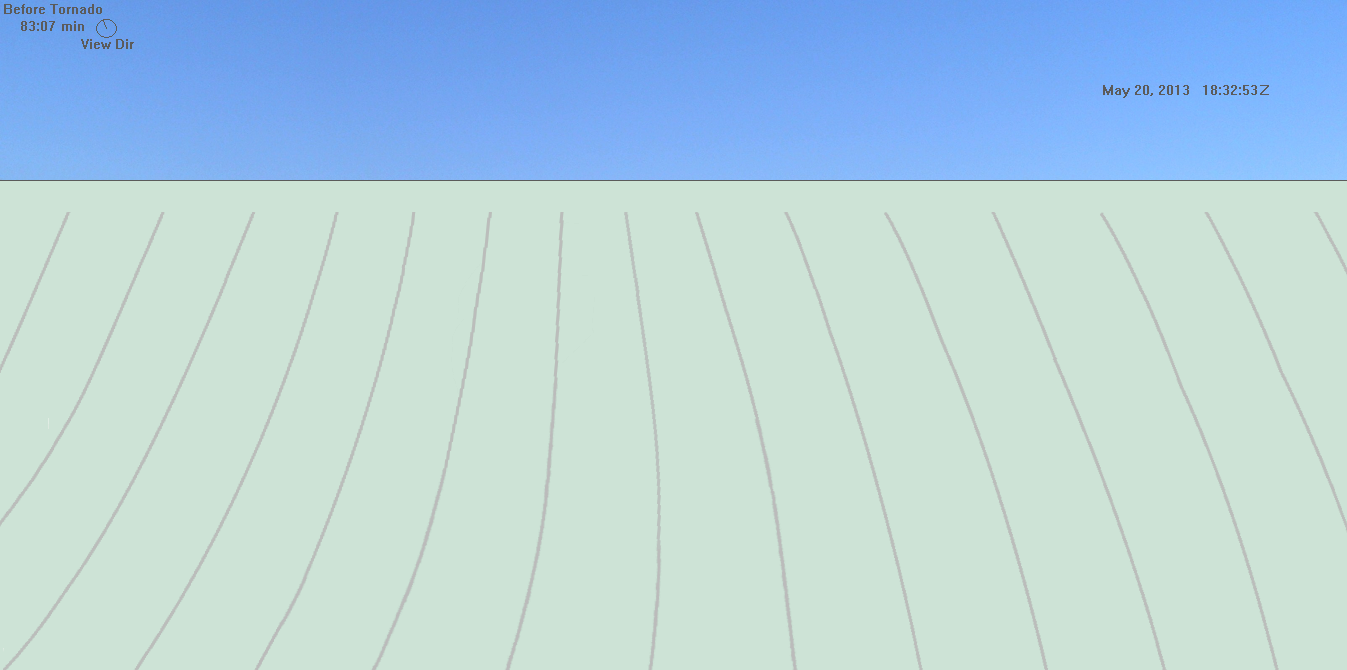 Before Tornado
83:07 min
View Dir
May 20, 2013 18:32:53Z